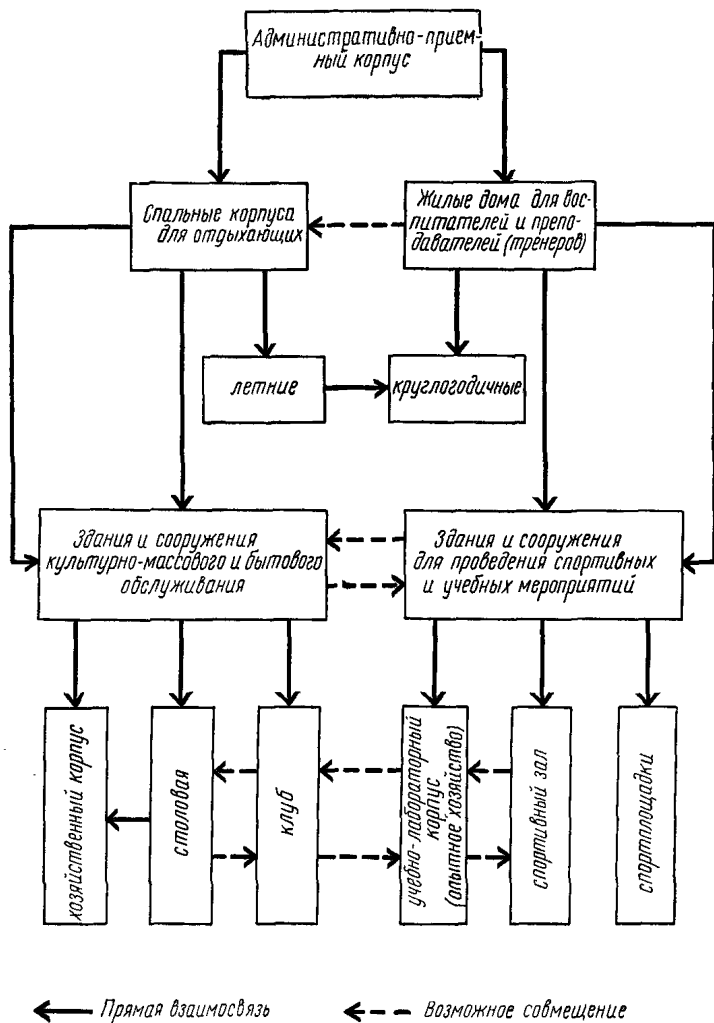 Административно-прием-
ный корпус
Спальные корпуса
для отдыхающих
Жилые дома для вос-
питателей и препо-
давателей (тренеров)
летние
круглогодичные
Здания и сооружения
культурно-массового и бытового
обслуживания
Здания и сооружения
для проведения спортивных
и учебных мероприятий
хозяйственный корпус
столовая
клуб
учебно-лабораторный
корпус
(опытное хозяйство)
спортивный зал
спортплощадки
Прямая взаимосвязь
Возможное совмещение